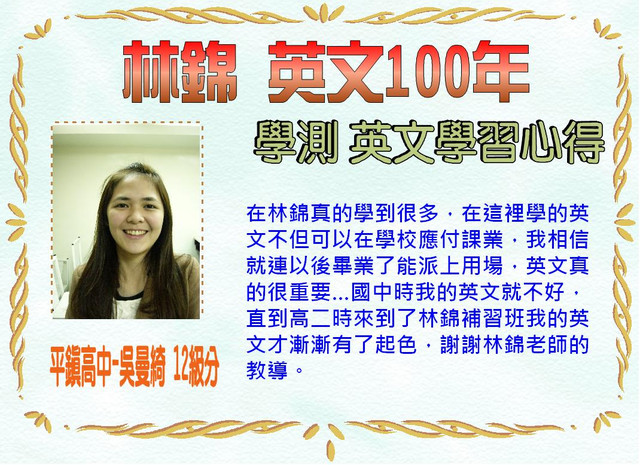 林錦 英文100年
學測 英文學習心得
在林錦真的學到很多，在這裡學的英
文不但可以在學校應付課業，我相信
就連以後畢業了能派上用場，英文真
的很重要...國中時我的英文就不好，
直到高二時來到了林錦補習班我的英
文才漸漸有了起色，謝謝林錦老師的
教導。
平鎮高中-吳曼綺 12級分